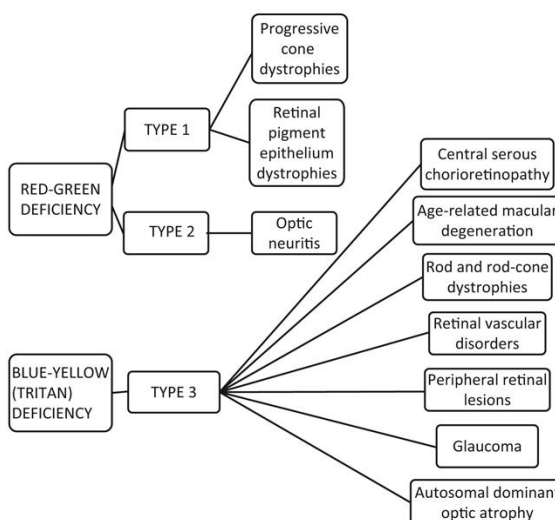 Progressive
cone
dystrophies
TYPE 1
Retinal
pigment
epithelium
dystrophies
RED-GREEN
DEFICIENCY
TYPE 2
Optic
neuritis
Central serous
chorioretinopathy
Age-related macular
degeneration
Rod and rod-cone
dystrophies
Retinal vascular
disorders
BLUE-YELLOW
(TRITAN)
DEFICIENCY
TYPE 3
Peripheral retinal
lesions
Glaucoma
Autosomal dominant
optic atrophy